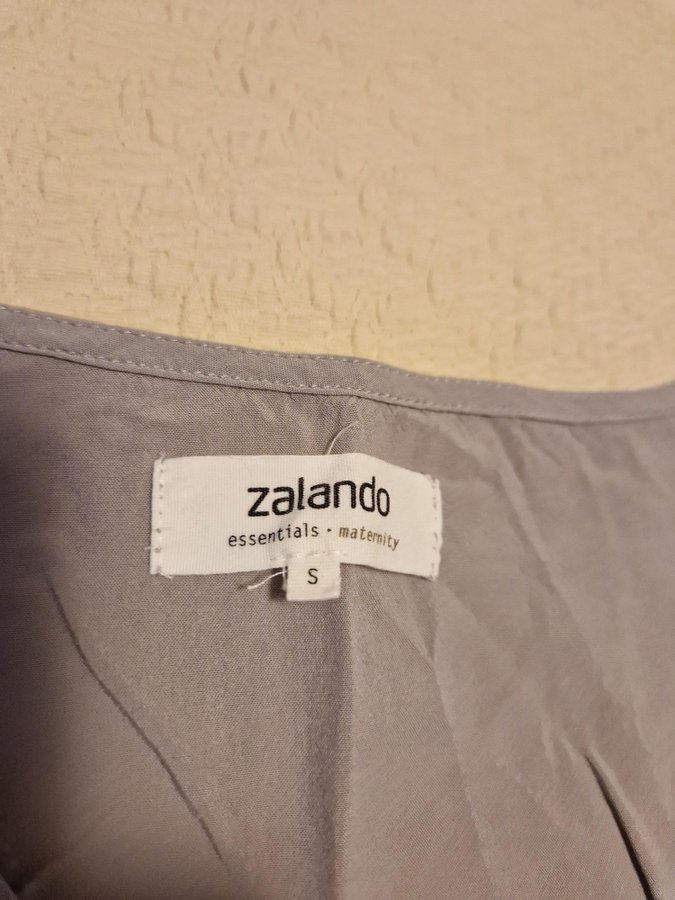 zalando
essentials · maternity
S